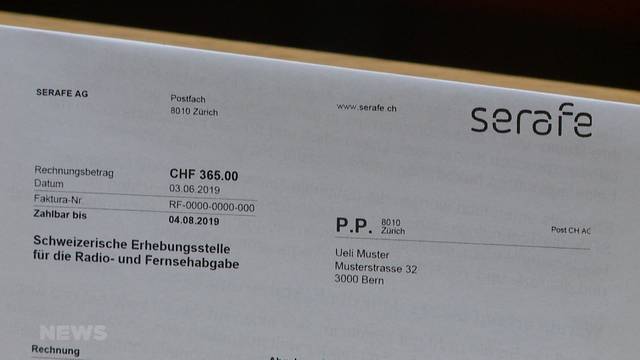 SERAFE AG
Postfach
8010 Zürich
www.serafe.ch
serafe
Rechnungsbetrag CHF 365.00
Datum 03.06.2019
Faktura-Nr RF-0000-0000-000
Zahlbar bis 04.08.2019
Schweizerische Erhebungsstelle
für die Radio- und Fernsehabgabe
P.P. 8010
Zürich
Post CH AG
Ueli Muster
Musterstrasse 32
3000 Bern
NEWS
Rechnung